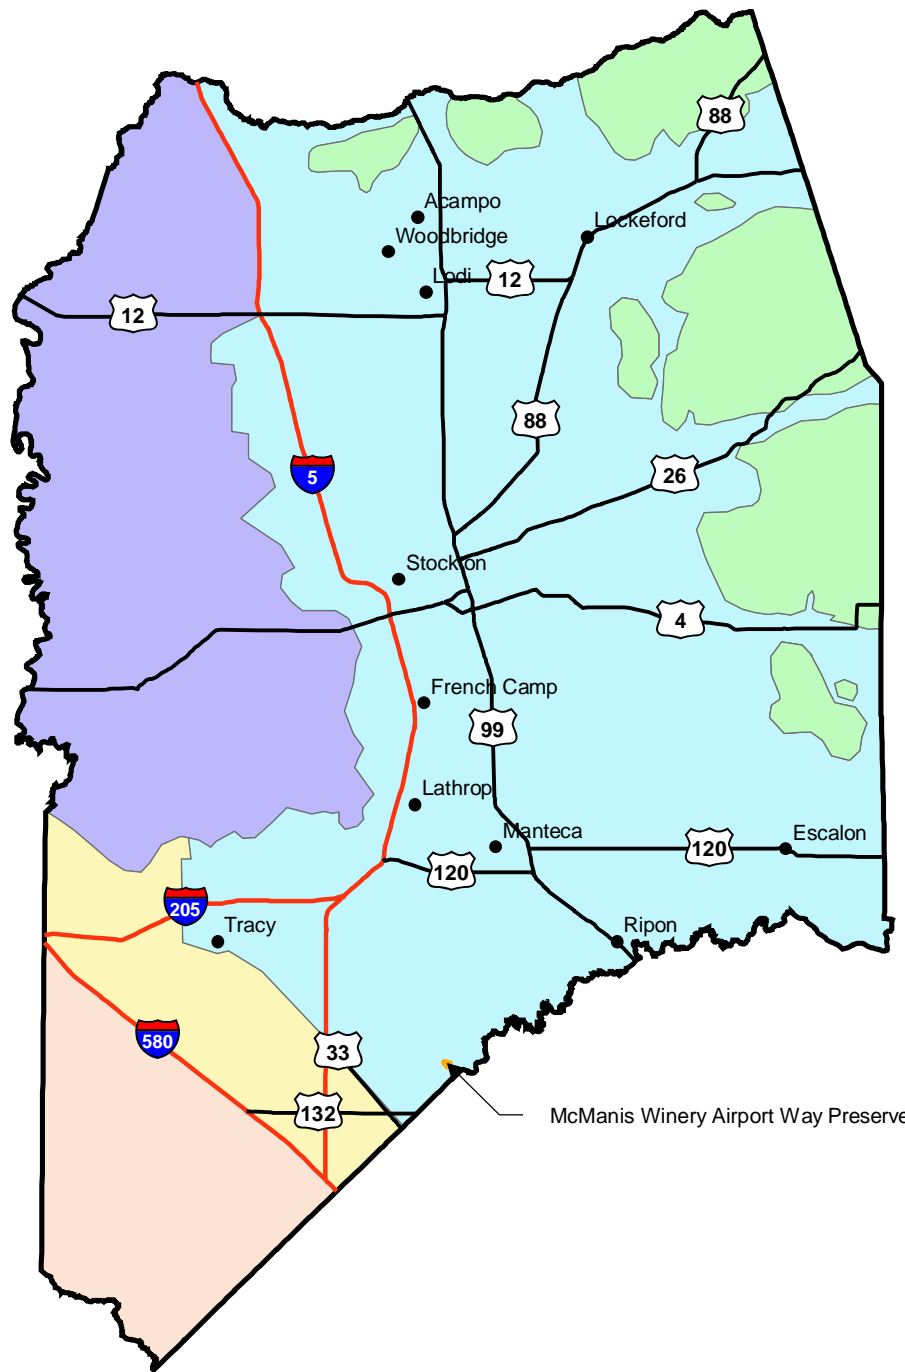 88
Acampo
Lockeford
Woodbridge
Lodi
12
12
88
5
26
Stockton
4
French Camp
99
Lathrop
Manteca
Escalon
120
120
205
Tracy
Ripon
580
33
132
McManis Winery Airport Way Preserve